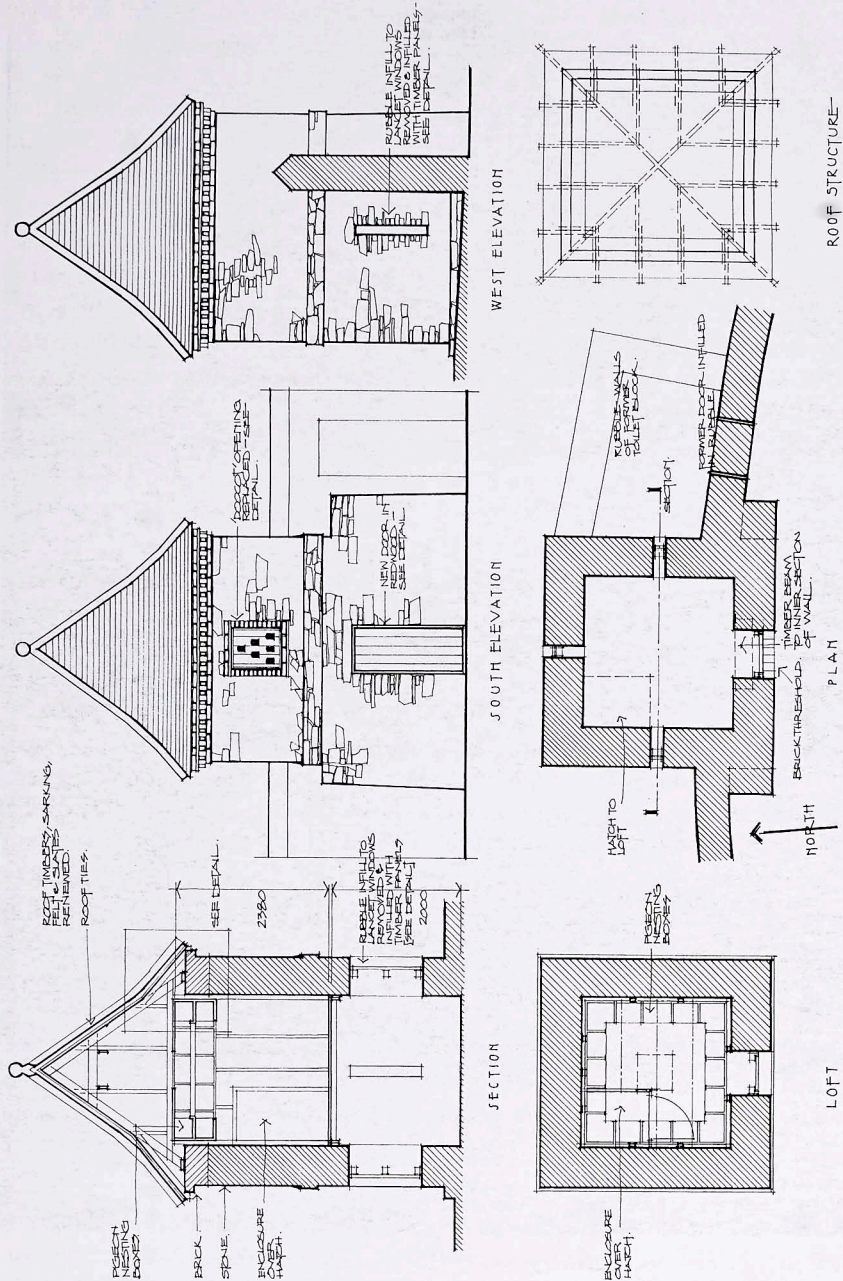 PIGEON
NESTING
BOXES
BRICK
STONE.
ENCLOSURE
OVER
HATCH.
ROOF TIMBERS, SARKING,
FELT & SLATES
RENEWED.
ROOF TIES.
SEE DETAIL.
2380
RUBBLE INFILL TO
LANCET WINDOWS
REMOVED &
INFILLED WITH
TIMBER PANELS
[SEE DETAIL]
2000
SECTION
'DOOCOT' OPENING
REPLACED - SEE
DETAIL.
NEW DOOR IN
REDWOOD -
SEE DETAIL.
SOUTH ELEVATION
RUBBLE INFILL TO
LANCET WINDOWS
REMOVED & INFILLED
WITH TIMBER PANELS -
SEE DETAIL.
WEST ELEVATION
ENCLOSURE
OVER
HATCH.
PIGEON
NESTING
BOXES
LOFT
HATCH TO
LOFT
NORTH
BRICK THRESHOLD.
TIMBER BEAM
TO INNER SECTION
OF WALL.
SECTION.
RUBBLE WALLS
OF FORMER
TOILET BLOCK.
FORMER DOOR INFILLED
IN RUBBLE.
PLAN
ROOF STRUCTURE